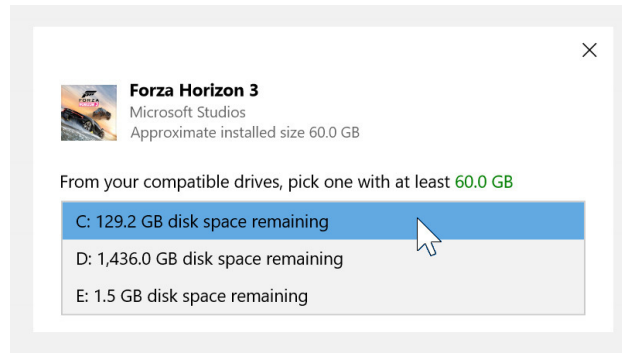 Forza Horizon 3
Microsoft Studios
Approximate installed size 60.0 GB
From your compatible drives, pick one with at least 60.0 GB
C: 129.2 GB disk space remaining
D: 1,436.0 GB disk space remaining
E: 1.5 GB disk space remaining